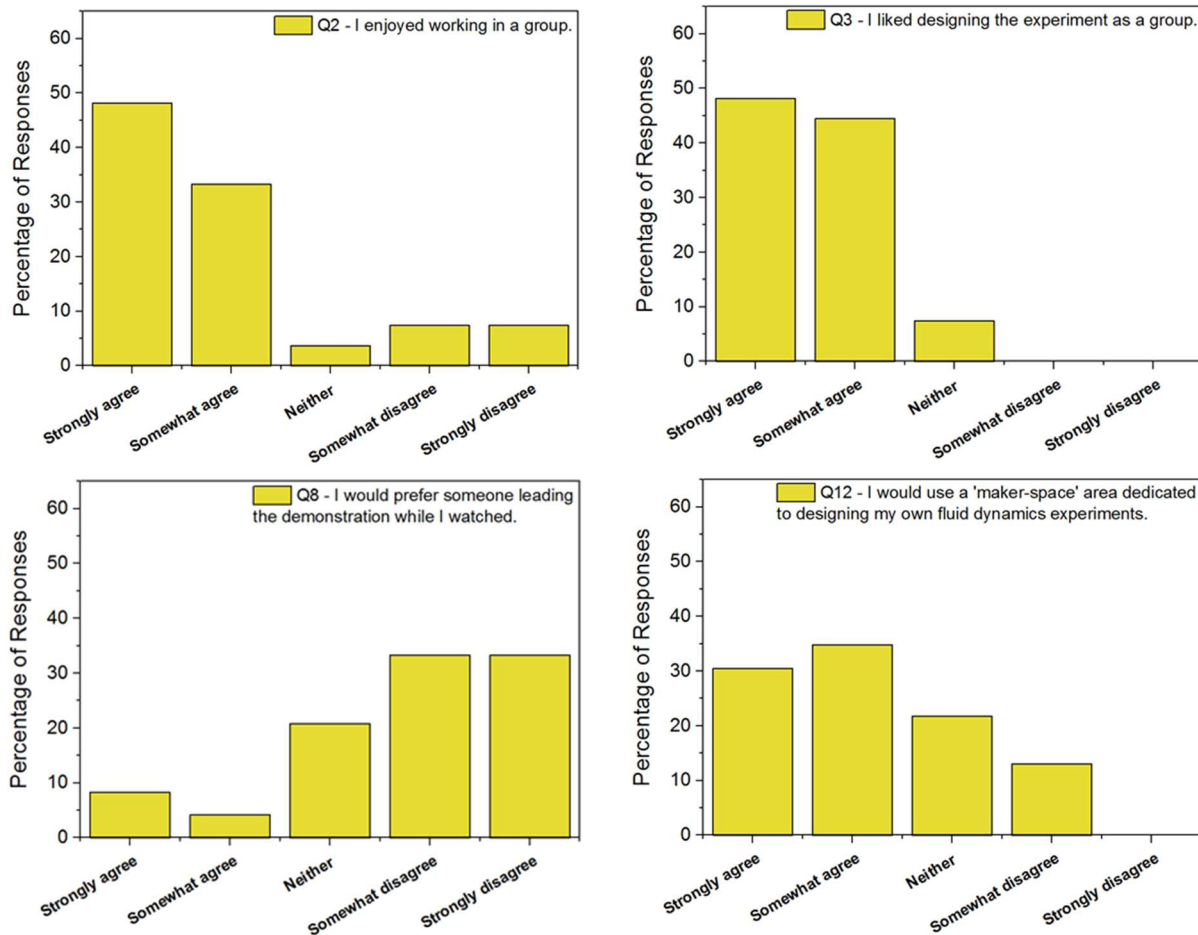 Q2 - I enjoyed working in a group.
Percentage of Responses
60
50
40
30
20
10
0
Strongly agree
Somewhat agree
Neither
Somewhat disagree
Strongly disagree
Q3 - I liked designing the experiment as a group.
Percentage of Responses
60
50
40
30
20
10
0
Strongly agree
Somewhat agree
Neither
Somewhat disagree
Strongly disagree
Q8 - I would prefer someone leading
the demonstration while I watched.
Percentage of Responses
60
50
40
30
20
10
0
Strongly agree
Somewhat agree
Neither
Somewhat disagree
Strongly disagree
Q12 - I would use a 'maker-space' area dedicated
to designing my own fluid dynamics experiments.
Percentage of Responses
60
50
40
30
20
10
0
Strongly agree
Somewhat agree
Neither
Somewhat disagree
Strongly disagree